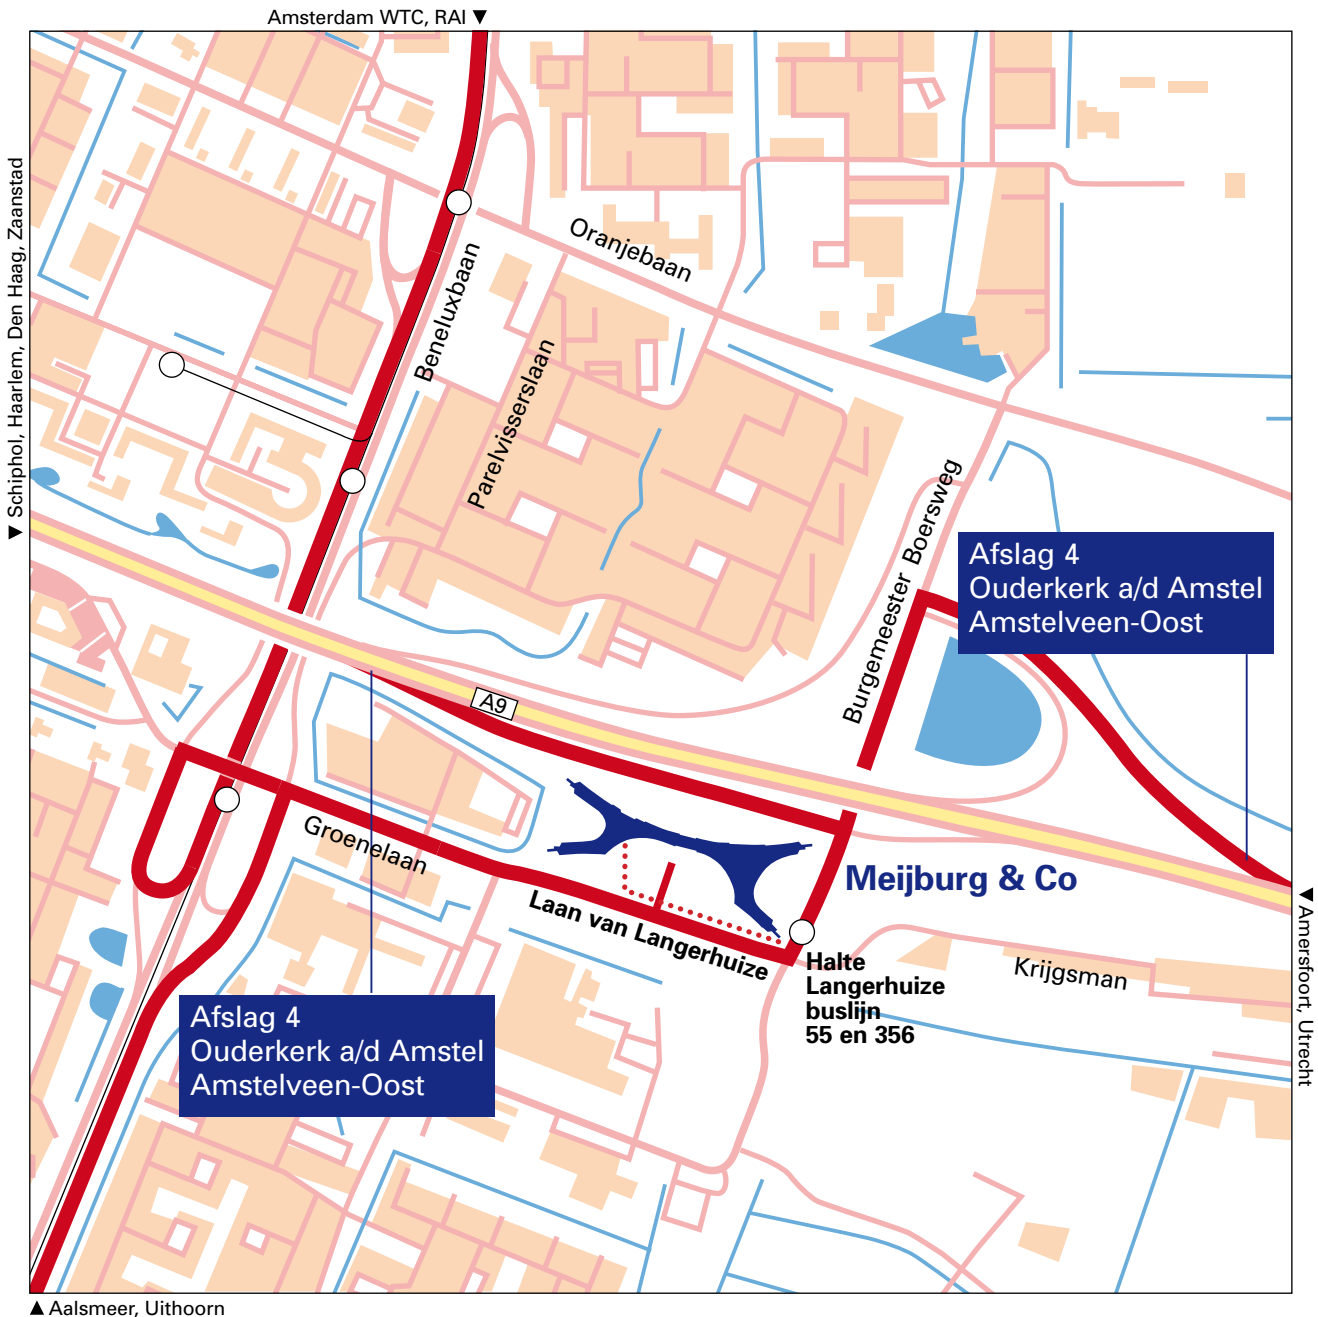 Amsterdam WTC, RAI ▼
▼ Schiphol, Haarlem, Den Haag, Zaanstad
Oranjebaan
Beneluxbaan
Parelvisserslaan
Burgemeester Boersweg
Afslag 4
Ouderkerk a/d Amstel
Amstelveen-Oost
A9
Groenelaan
Meijburg & Co
Laan van Langerhuize
Halte
Langerhuize
buslijn
55 en 356
Krijgsman
▼ Amersfoort, Utrecht
Afslag 4
Ouderkerk a/d Amstel
Amstelveen-Oost
▲ Aalsmeer, Uithoorn